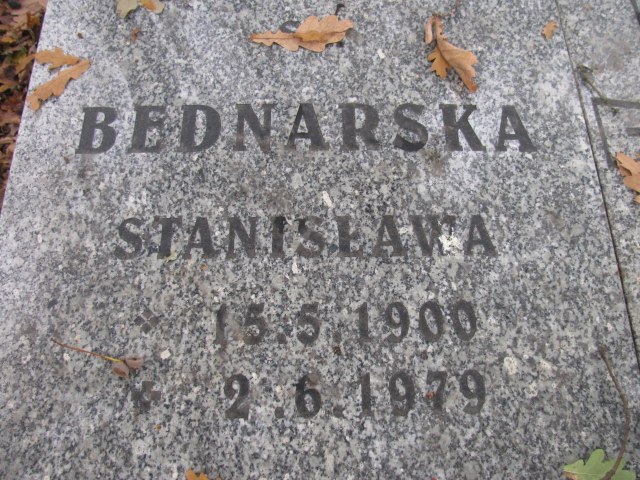 BEDNARSKA
STANISŁAWA
* 15.5.1900
+ 2.6.1979